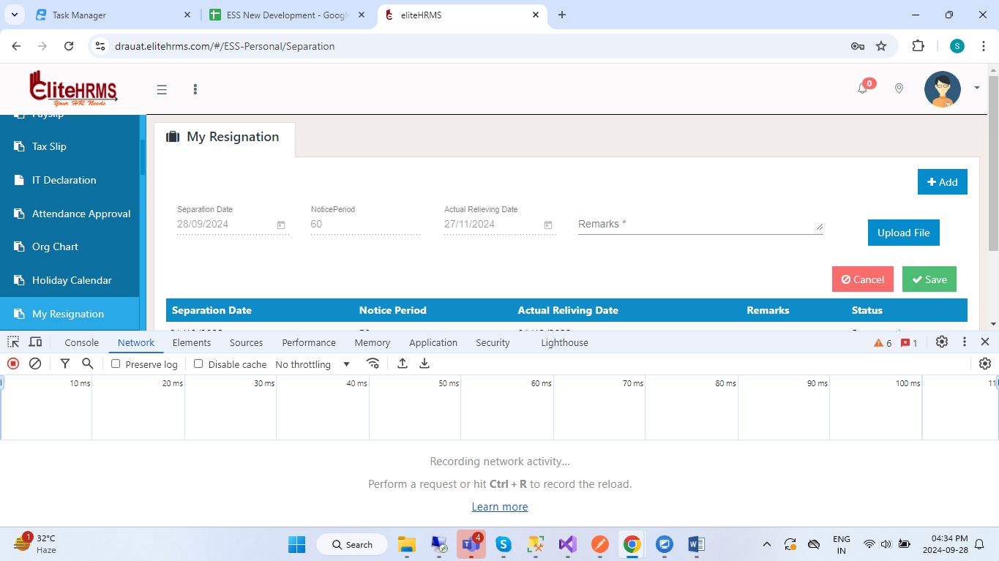 Task Manager
ESS New Development - Google
eliteHRMS
drauat.elitehrms.com/#/ESS-Personal/Separation
S
EliteHRMS
Your HR Needs
0
Payslip
Tax Slip
IT Declaration
Attendance Approval
Org Chart
Holiday Calendar
My Resignation
My Resignation
Add
Separation Date
NoticePeriod
Actual Relieving Date
28/09/2024
60
27/11/2024
Remarks *
Upload File
Cancel
Save
Separation Date Notice Period Actual Reliving Date Remarks Status
Console Network Elements Sources Performance Memory Application Security Lighthouse
6
1
Preserve log
Disable cache
No throttling
10 ms 20 ms 30 ms 40 ms 50 ms 60 ms 70 ms 80 ms 90 ms 100 ms 11
Recording network activity...
Perform a request or hit Ctrl + R to record the reload.
Learn more
1
32°C
Haze
Search
4
ENG
IN
04:34 PM
2024-09-28